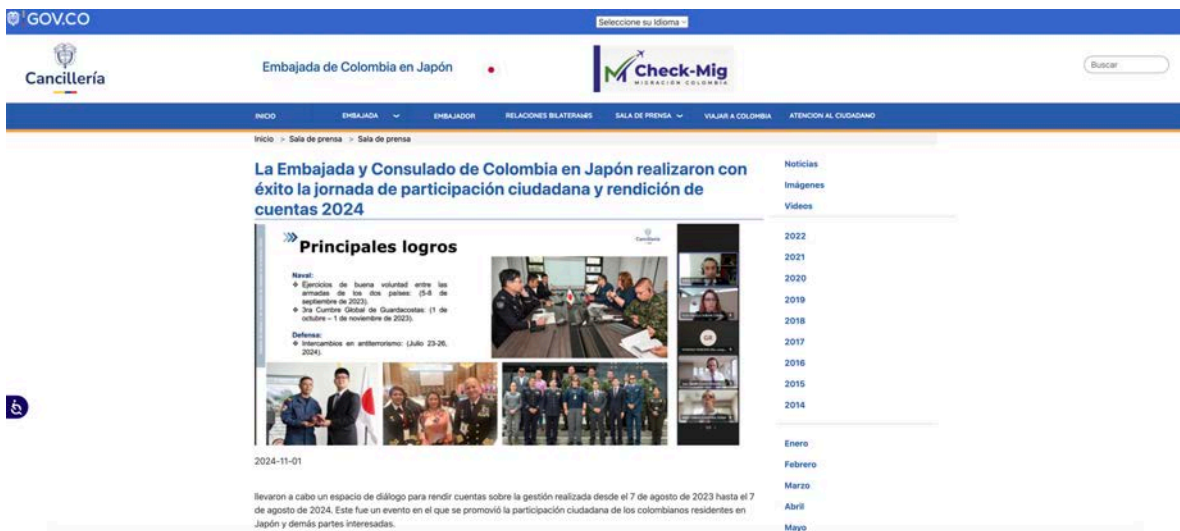 GOV.CO
Seleccione su Idioma
Cancillería
Embajada de Colombia en Japón
Check-Mig
MIGRACIÓN COLOMBIA
Buscar
INICIO
EMBAJADA
EMBAJADOR
RELACIONES BILATERALES
SALA DE PRENSA
VIAJAR A COLOMBIA
ATENCION AL CIUDADANO
Inicio > Sala de prensa > Sala de prensa
La Embajada y Consulado de Colombia en Japón realizaron con
éxito la jornada de participación ciudadana y rendición de
cuentas 2024
Principales logros
Cancillería
Naval:
Ejercicios de buena voluntad entre las
armadas de los dos países: (5-8 de
septiembre de 2023).
3ra Cumbre Global de Guardacostas: (1 de
octubre – 1 de noviembre de 2023).
Defensa:
Intercambios en antiterrorismo: (Julio 23-26,
2024).
GR
2024-11-01
llevaron a cabo un espacio de diálogo para rendir cuentas sobre la gestión realizada desde el 7 de agosto de 2023 hasta el 7
de agosto de 2024. Este fue un evento en el que se promovió la participación ciudadana de los colombianos residentes en
Japón y demás partes interesadas.
Noticias
Imágenes
Videos
2022
2021
2020
2019
2018
2017
2016
2015
2014
Enero
Febrero
Marzo
Abril
Mayo